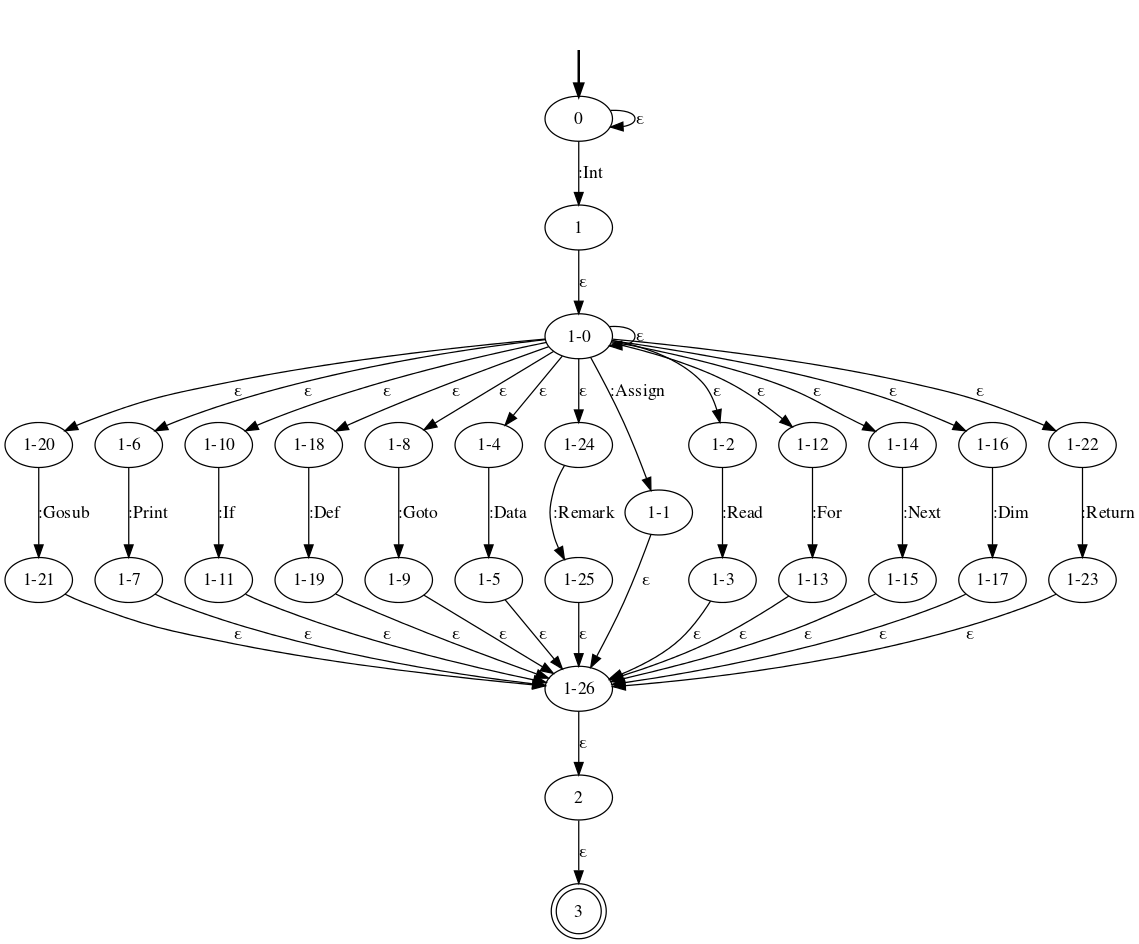 0 ε
:Int
1
ε
1-0 ε
ε ε ε ε ε ε ε :Assign ε ε ε ε ε
1-20 1-6 1-10 1-18 1-8 1-4 1-24 1-2 1-12 1-14 1-16 1-22
:Gosub :Print :If :Def :Goto :Data :Remark 1-1 :Read :For :Next :Dim :Return
1-21 1-7 1-11 1-19 1-9 1-5 1-25 ε 1-3 1-13 1-15 1-17 1-23
ε ε ε ε ε ε ε ε ε ε ε ε
1-26
ε
2
ε
3